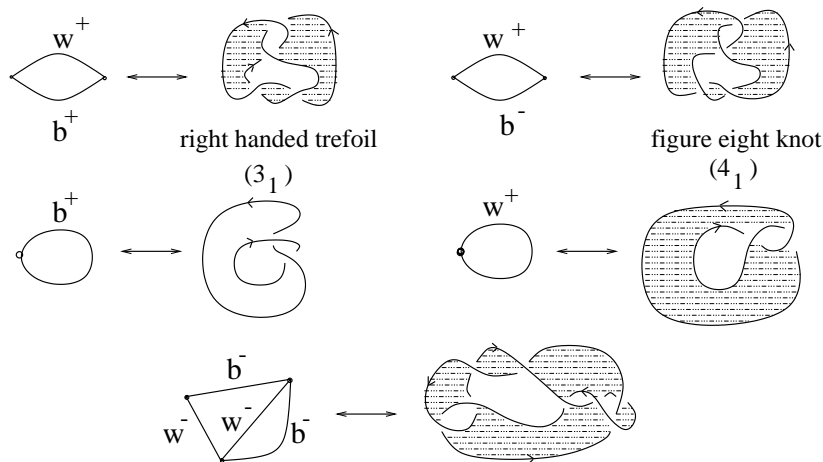 w⁺
w⁺
b⁺
b⁻
right handed trefoil
figure eight knot
(3₁)
(4₁)
b⁺
w⁺
b⁻
w⁻
w⁻
b⁻